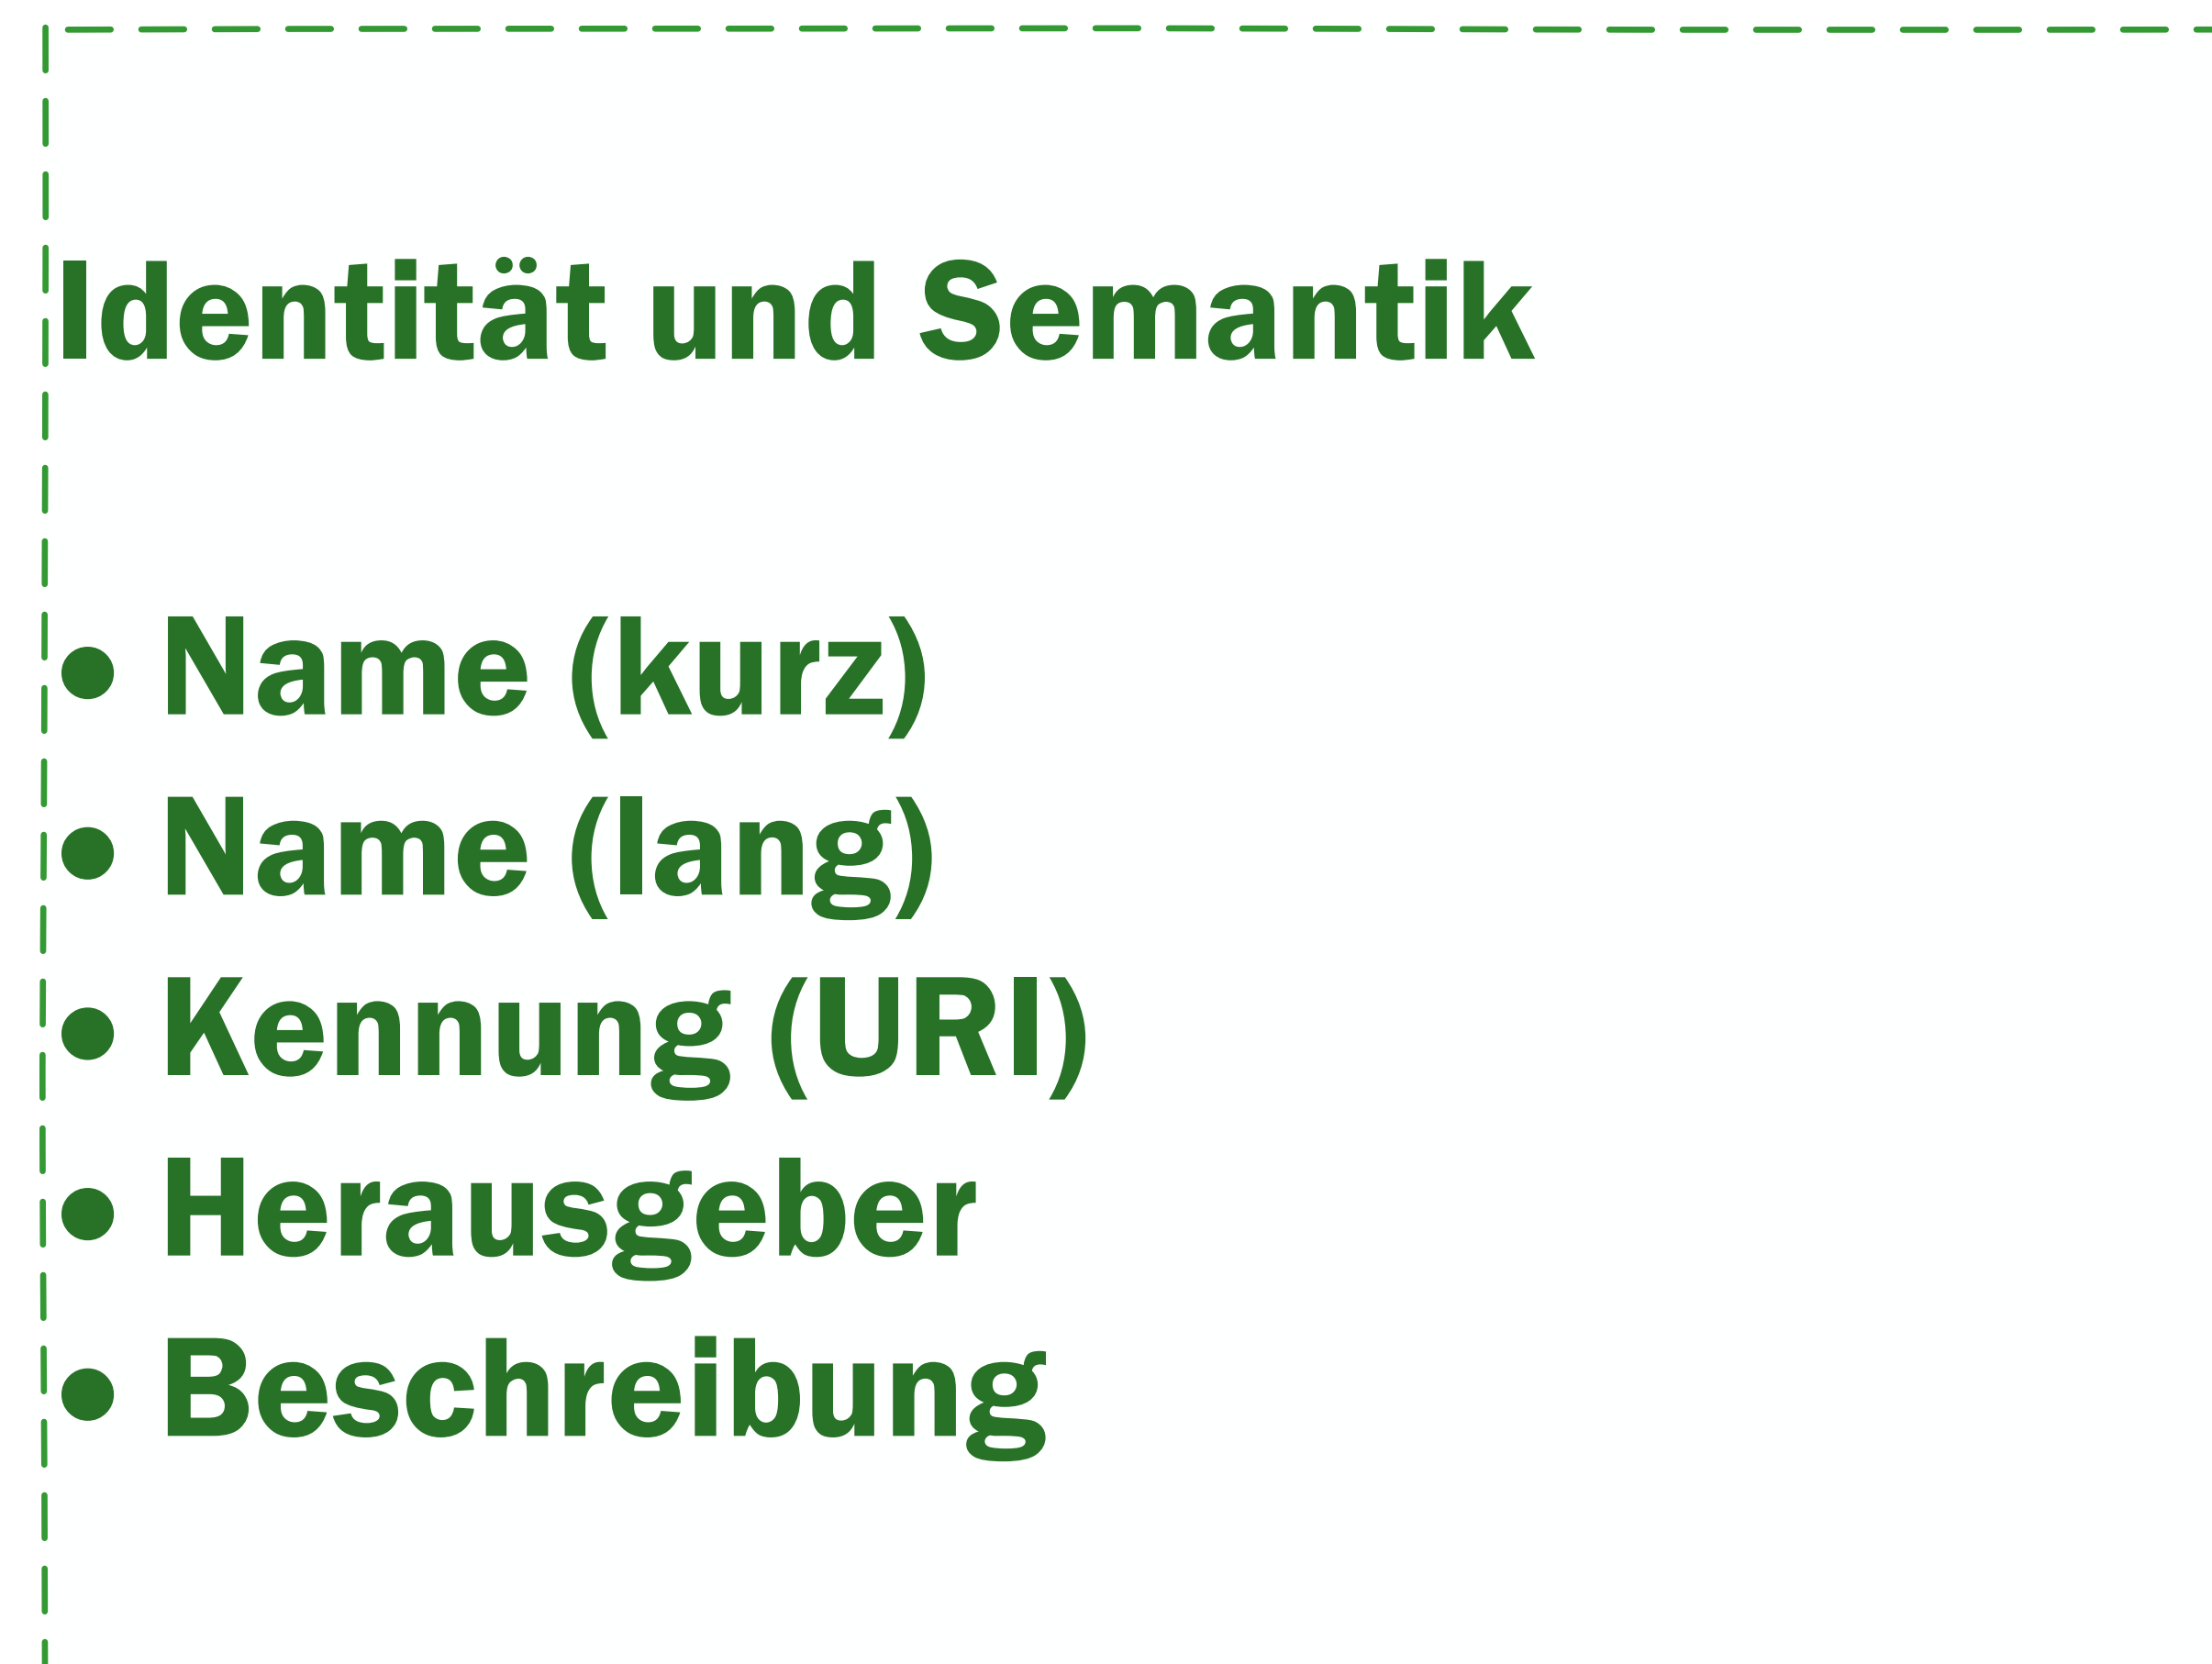 Identität und Semantik
• Name (kurz)
• Name (lang)
• Kennung (URI)
• Herausgeber
• Beschreibung